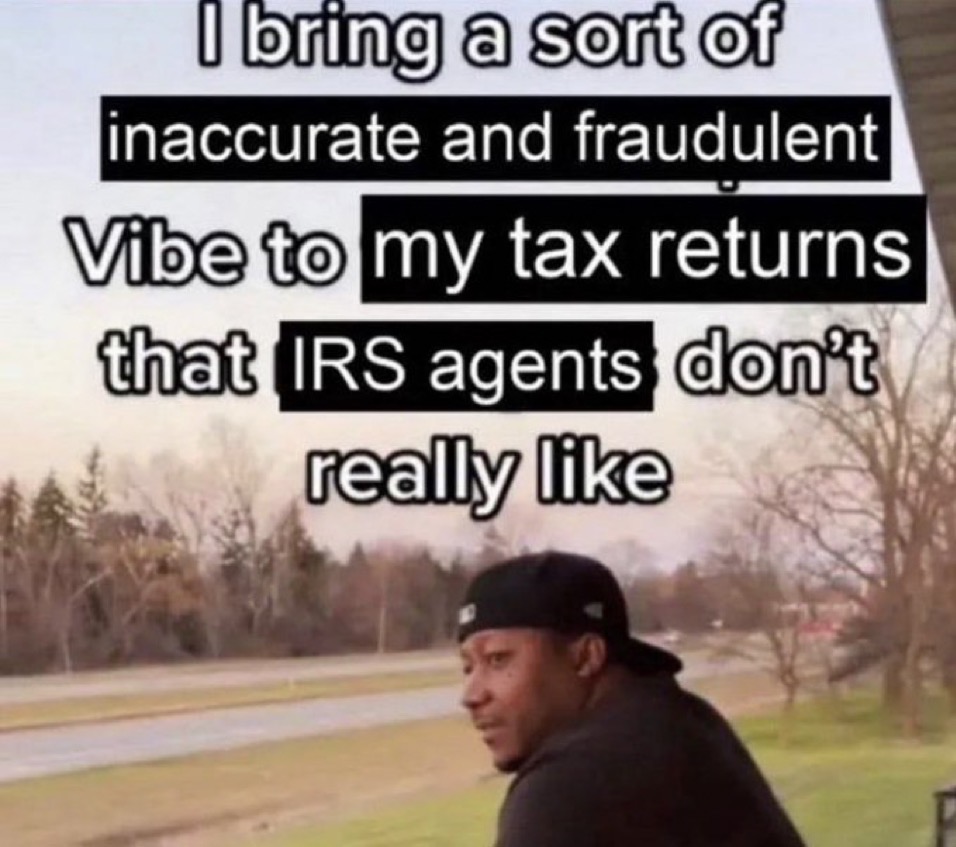 I bring a sort of
inaccurate and fraudulent
Vibe to my tax returns
that IRS agents don't
really like